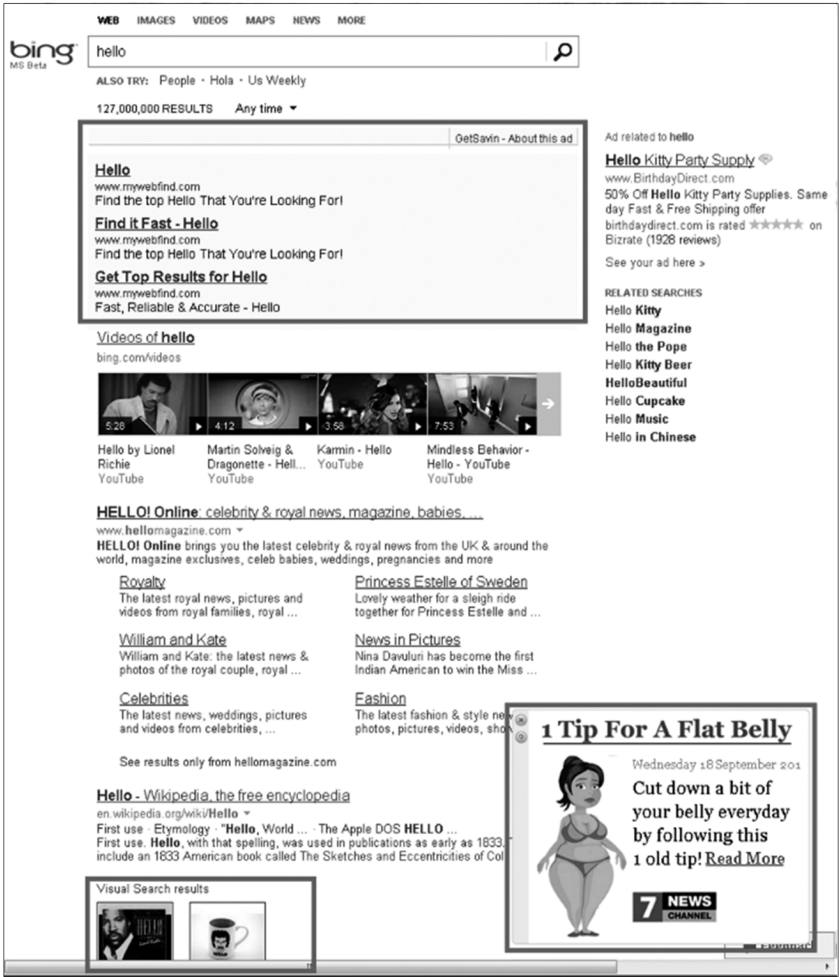 WEB IMAGES VIDEOS MAPS NEWS MORE
bing
MS Beta
hello
ALSO TRY: People · Hola · Us Weekly
127,000,000 RESULTS Any time
GetSavin - About this ad
Hello
www.mywebfind.com
Find the top Hello That You're Looking For!
Find it Fast - Hello
www.mywebfind.com
Find the top Hello That You're Looking For!
Get Top Results for Hello
www.mywebfind.com
Fast, Reliable & Accurate - Hello
Ad related to hello
Hello Kitty Party Supply
www.BirthdayDirect.com
50% Off Hello Kitty Party Supplies. Same
day Fast & Free Shipping offer
birthdaydirect.com is rated ★★★★★ on
Bizrate (1928 reviews)
See your ad here »
RELATED SEARCHES
Hello Kitty
Hello Magazine
Hello the Pope
Hello Kitty Beer
HelloBeautiful
Hello Cupcake
Hello Music
Hello in Chinese
Videos of hello
bing.com/videos
5:28 4:12 3:58 7:53
Hello by Lionel
Richie
YouTube
Martin Solveig &
Dragonette - Hell...
YouTube
Karmin - Hello
YouTube
Mindless Behavior -
Hello - YouTube
YouTube
HELLO! Online: celebrity & royal news, magazine, babies, ...
www.hellomagazine.com
HELLO! Online brings you the latest celebrity & royal news from the UK & around the
world, magazine exclusives, celeb babies, weddings, pregnancies and more
Royalty
The latest royal news, pictures and
videos from royal families, royal ...
Princess Estelle of Sweden
Lovely weather for a sleigh ride
together for Princess Estelle and ...
William and Kate
William and Kate: the latest news &
photos of the royal couple, royal ...
News in Pictures
Nina Davuluri has become the first
Indian American to win the Miss ...
Celebrities
The latest news, weddings, pictures
and videos from celebrities, ...
Fashion
The latest fashion & style ne
photos, pictures, videos, sho
See results only from hellomagazine.com
Hello - Wikipedia, the free encyclopedia
en.wikipedia.org/wiki/Hello
First use · Etymology · "Hello, World ... · The Apple DOS HELLO ...
First use. Hello, with that spelling, was used in publications as early as 1833.
include an 1833 American book called The Sketches and Eccentricities of Col
Visual Search results
HELLO
HELLO
1 Tip For A Flat Belly
Wednesday 18 September 201
Cut down a bit of
your belly everyday
by following this
1 old tip! Read More
7 NEWS
CHANNEL